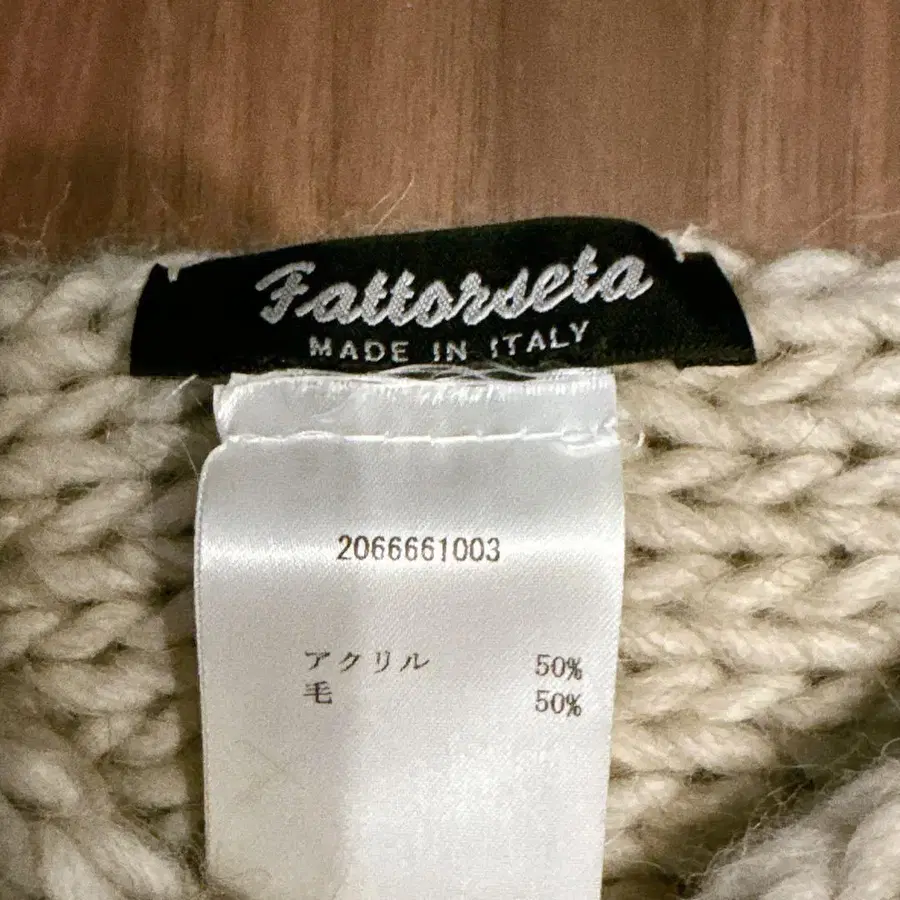 Fattorseta
MADE IN ITALY
2066661003
アクリル 50%
毛 50%